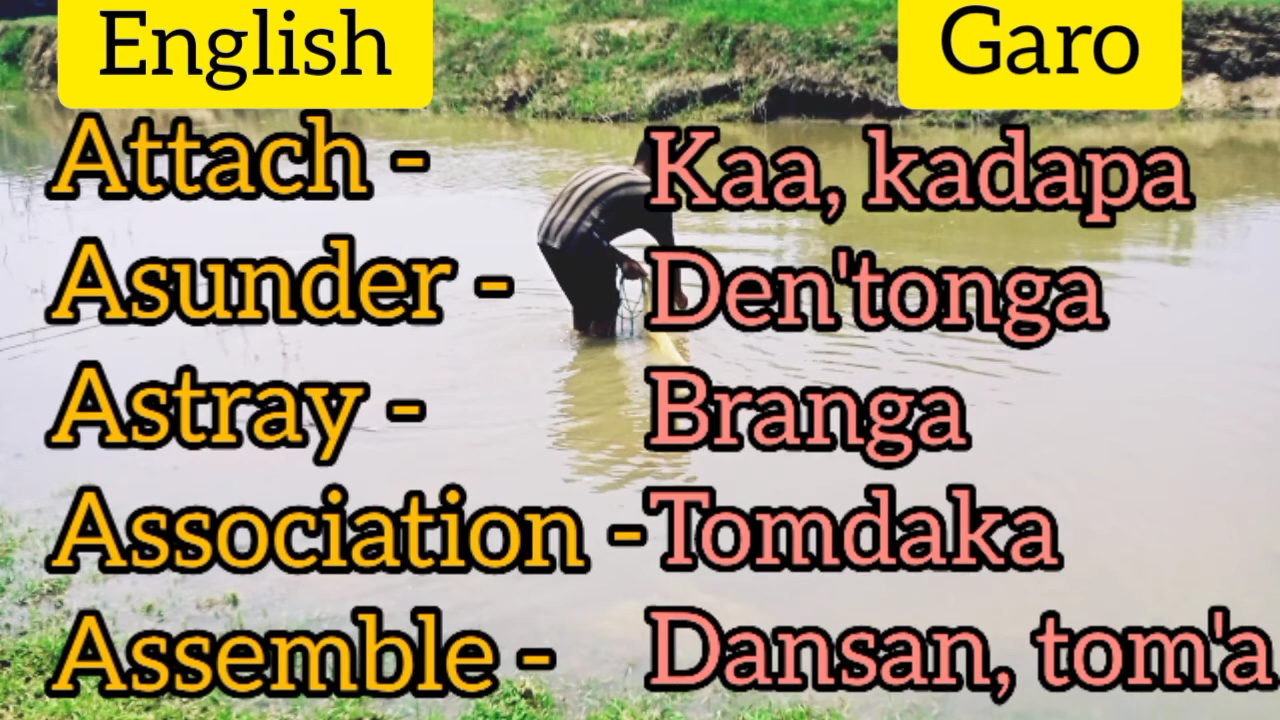 English Garo
Attach - Kaa, kadapa
Asunder - Den'tonga
Astray - Branga
Association - Tomdaka
Assemble - Dansan, tom'a